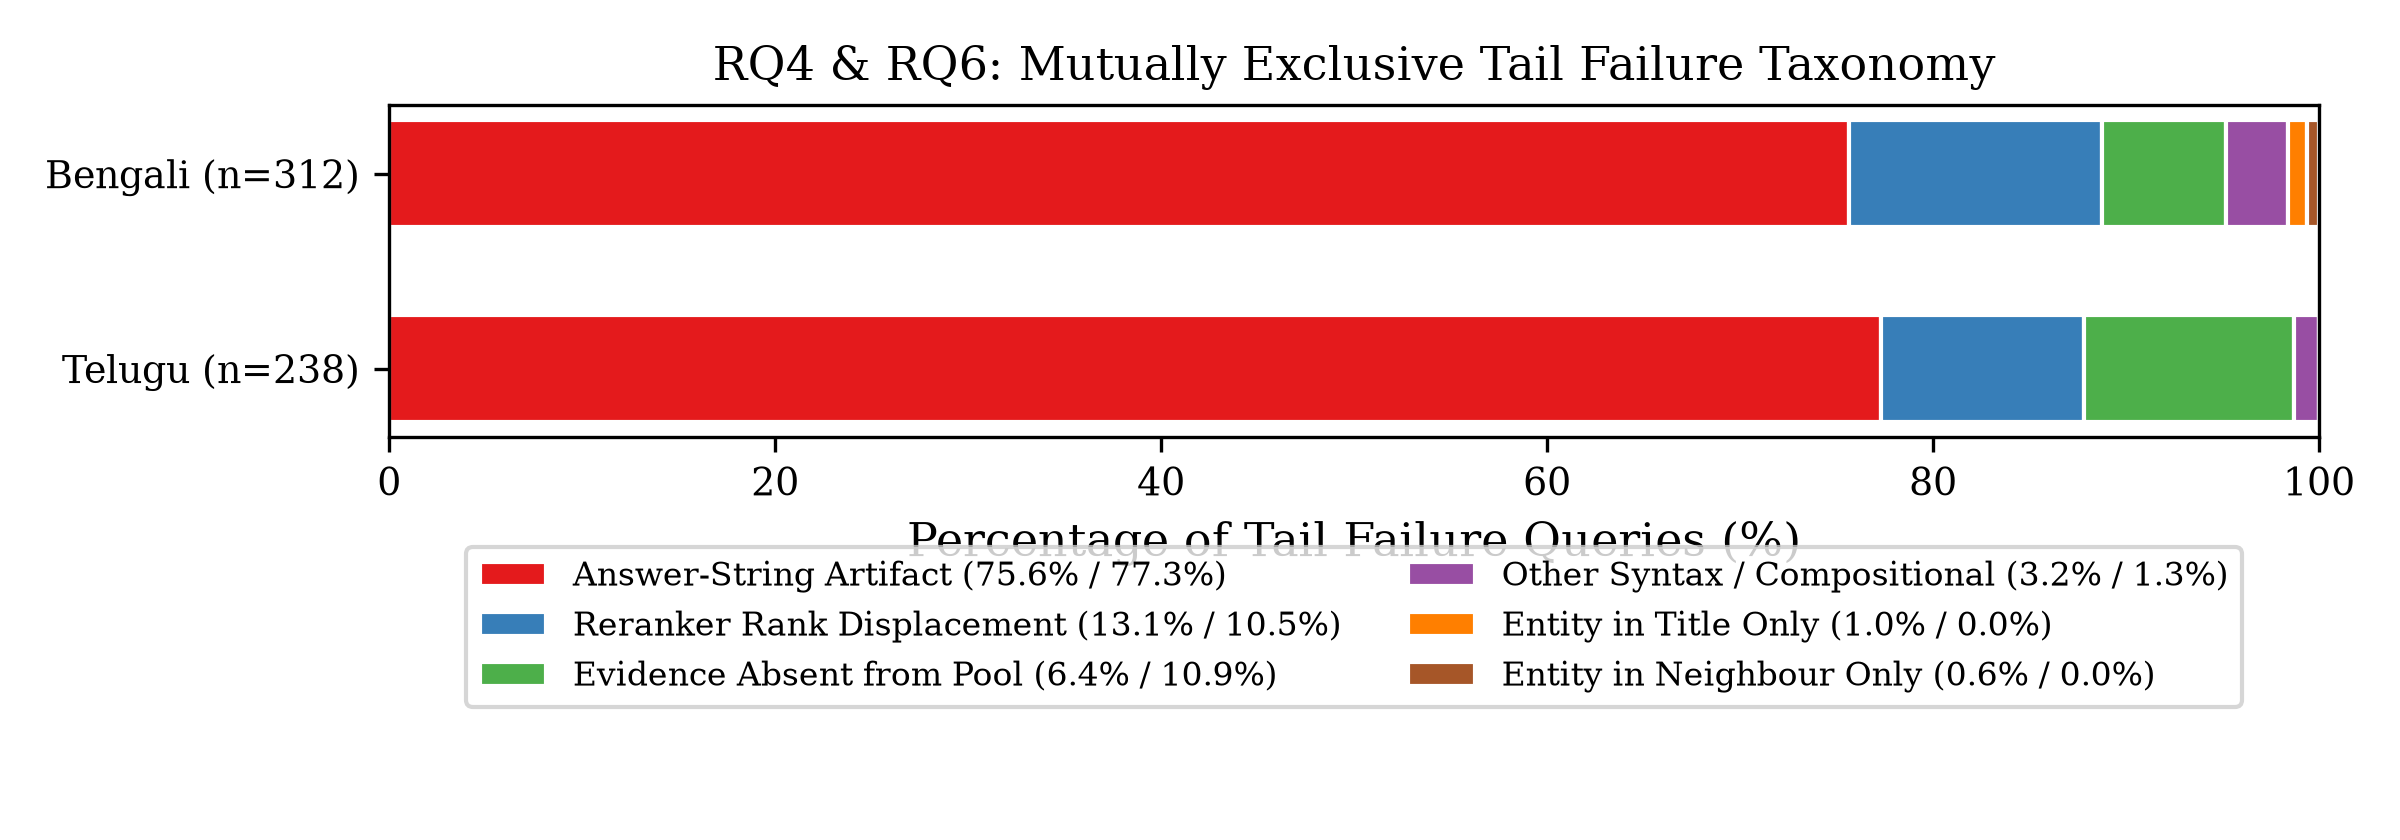 RQ4 & RQ6: Mutually Exclusive Tail Failure Taxonomy
Bengali (n=312)
Telugu (n=238)
0 20 40 60 80 100
Percentage of Tail Failure Queries (%)
Answer-String Artifact (75.6% / 77.3%)
Reranker Rank Displacement (13.1% / 10.5%)
Evidence Absent from Pool (6.4% / 10.9%)
Other Syntax / Compositional (3.2% / 1.3%)
Entity in Title Only (1.0% / 0.0%)
Entity in Neighbour Only (0.6% / 0.0%)